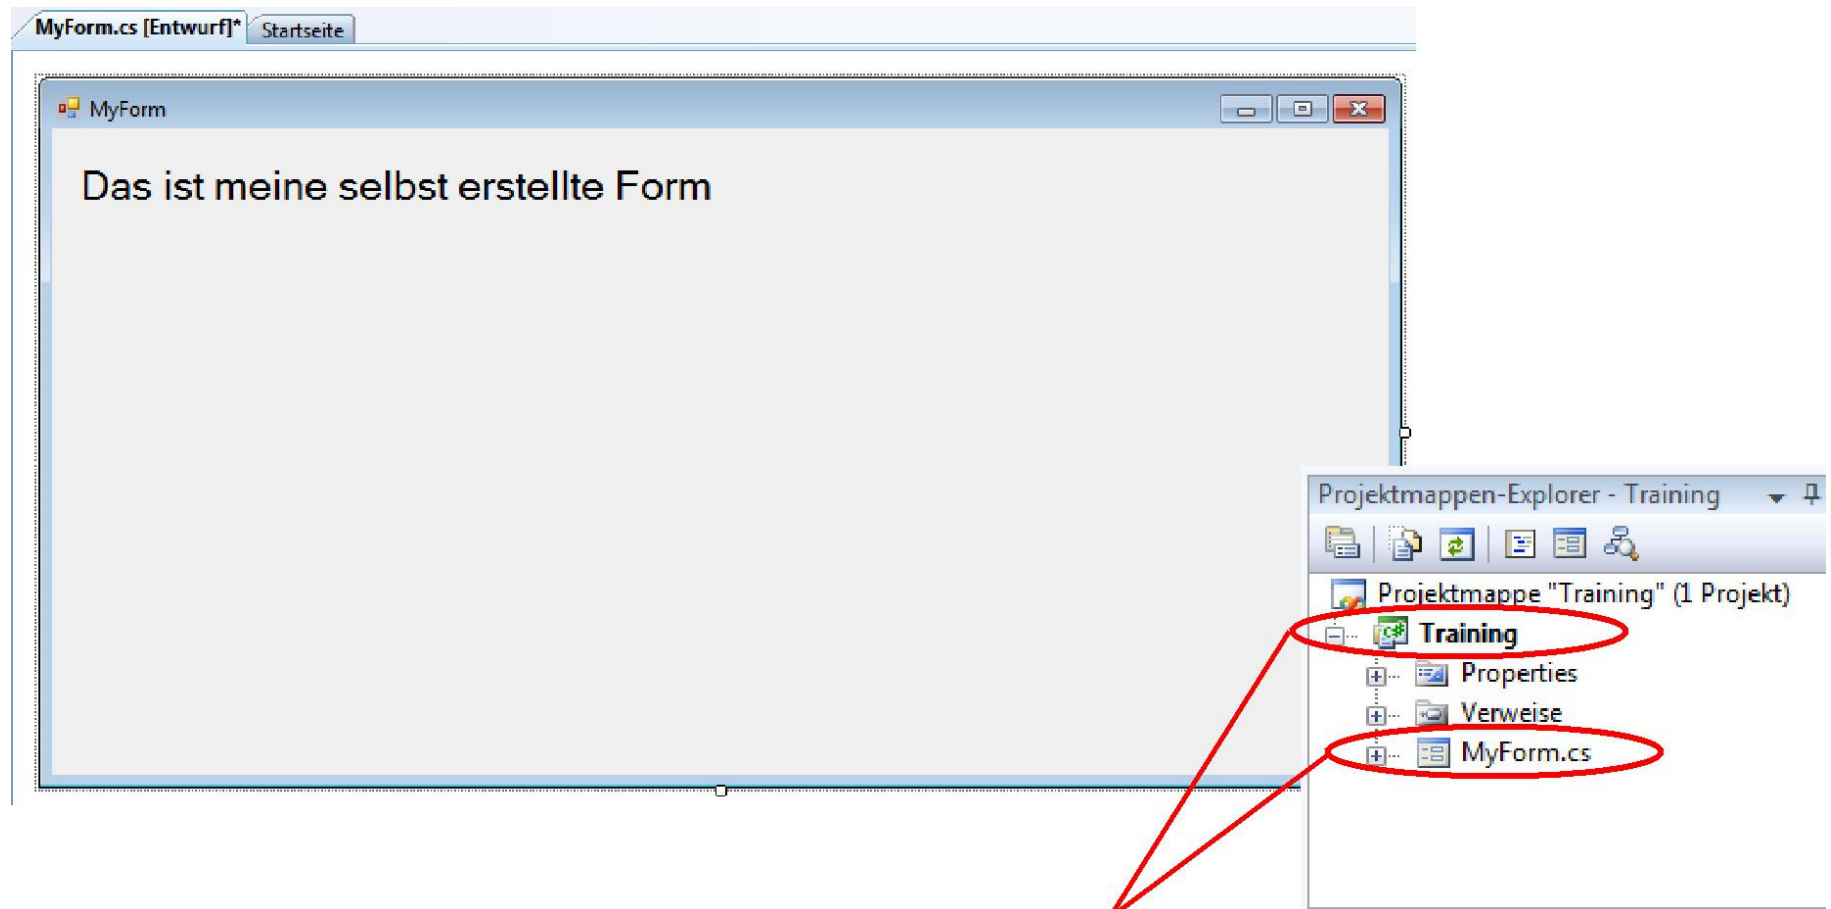 MyForm.cs [Entwurf]* Startseite
MyForm
Das ist meine selbst erstellte Form
Projektmappen-Explorer - Training
Projektmappe "Training" (1 Projekt)
C# Training
Properties
Verweise
MyForm.cs